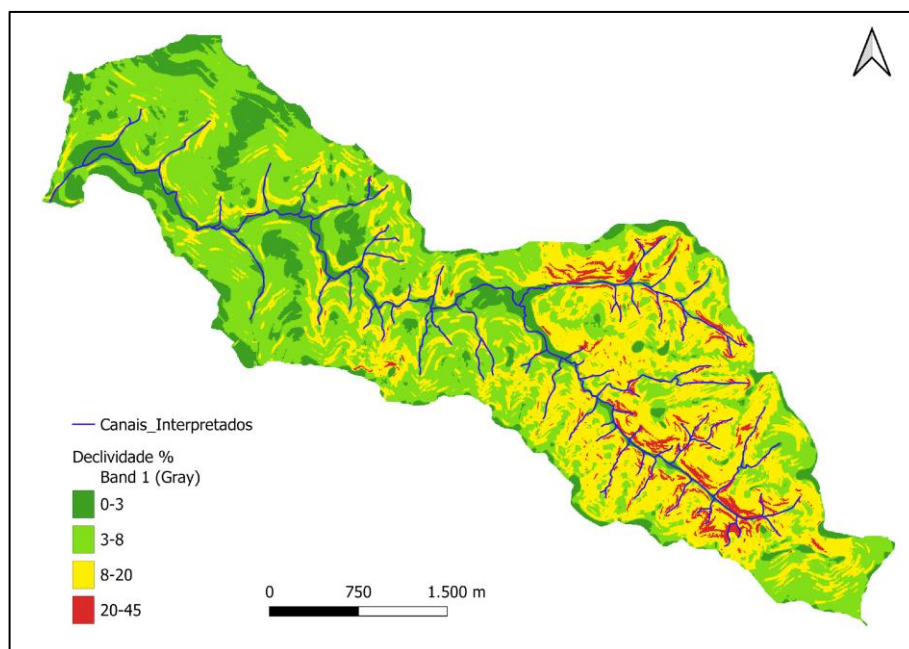 Canais_Interpretados
Declividade %
Band 1 (Gray)
0-3
3-8
8-20
20-45
0 750 1.500 m